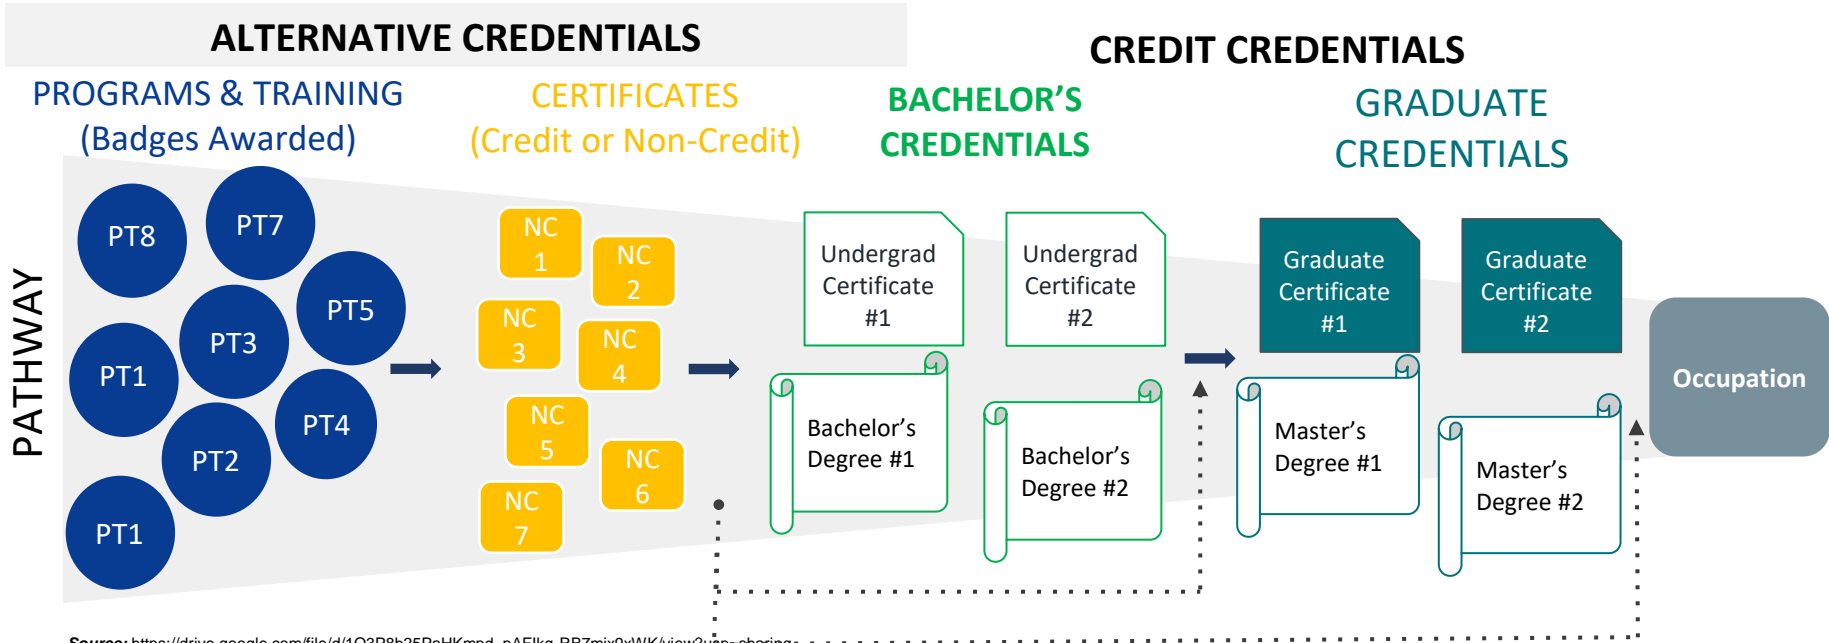 ALTERNATIVE CREDENTIALS
CREDIT CREDENTIALS
PROGRAMS & TRAINING
(Badges Awarded)
CERTIFICATES
(Credit or Non-Credit)
BACHELOR’S
CREDENTIALS
GRADUATE
CREDENTIALS
PATHWAY
PT8
PT7
PT5
PT3
PT1
PT4
PT2
PT1
NC
1
NC
2
NC
3
NC
4
NC
5
NC
6
NC
7
Undergrad
Certificate
#1
Undergrad
Certificate
#2
Bachelor’s
Degree #1
Bachelor’s
Degree #2
Graduate
Certificate
#1
Graduate
Certificate
#2
Master’s
Degree #1
Master’s
Degree #2
Occupation
Source: